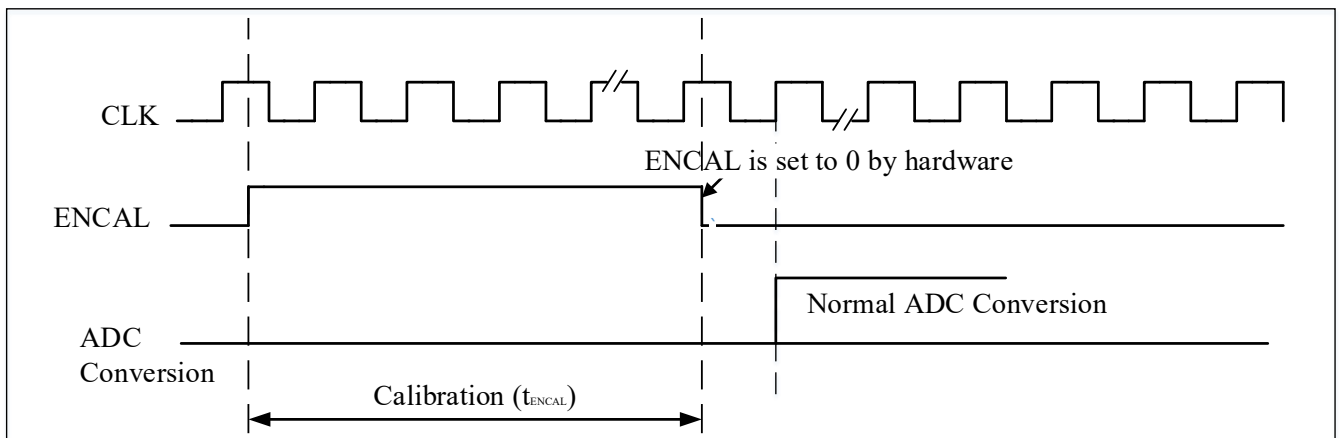 CLK
ENCAL is set to 0 by hardware
ENCAL
Normal ADC Conversion
ADC
Conversion
Calibration (tENCAL)